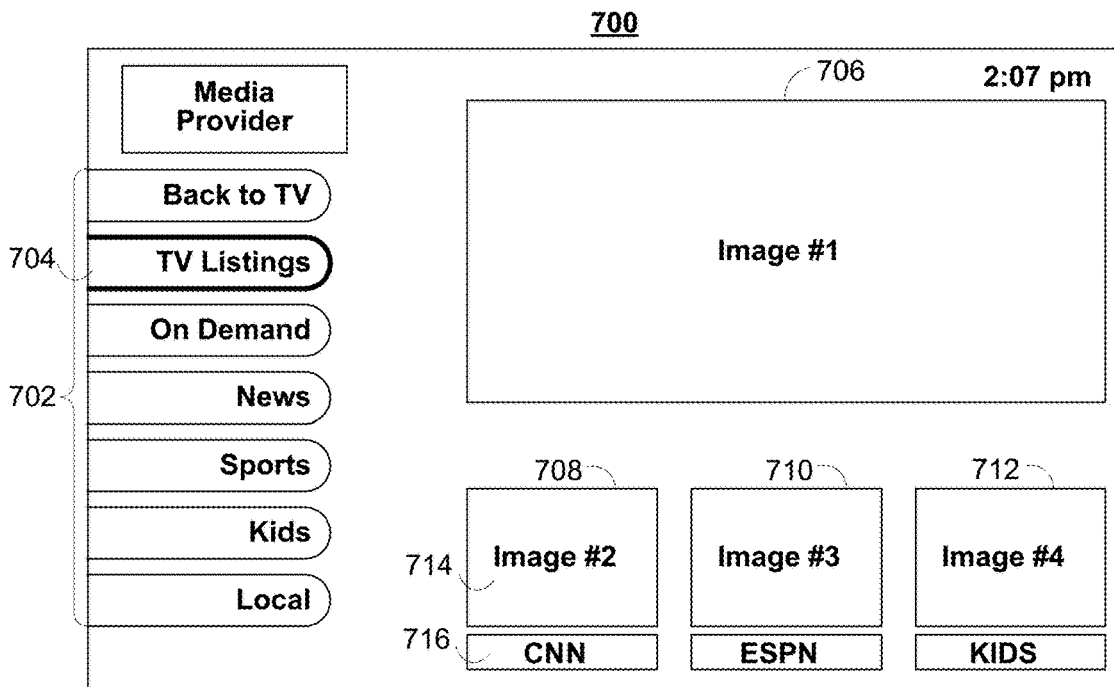 700
Media
Provider
706
2:07 pm
Back to TV
704
TV Listings
Image #1
On Demand
702
News
Sports
708
710
712
Kids
714
Image #2
Image #3
Image #4
Local
716
CNN
ESPN
KIDS